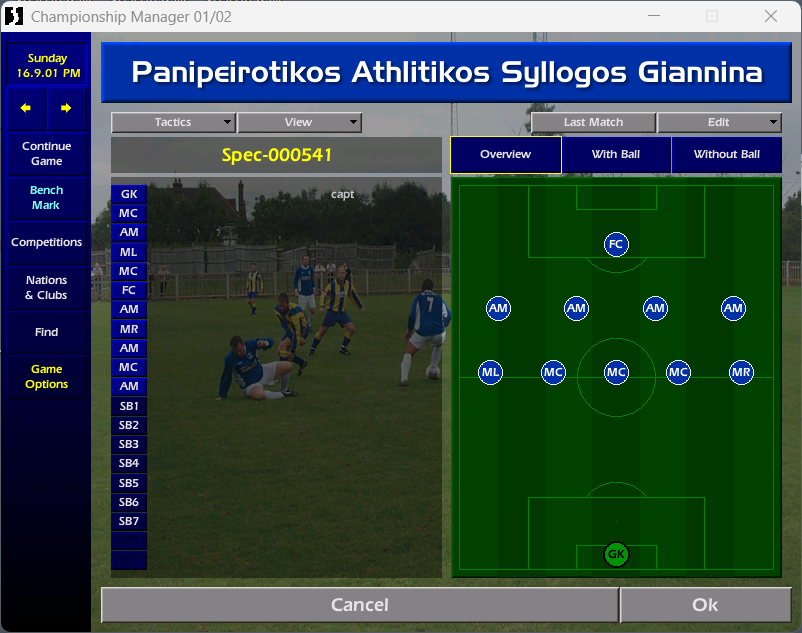 Championship Manager 01/02
Sunday
16.9.01 PM
Continue
Game
Bench
Mark
Competitions
Nations
& Clubs
Find
Game
Options
Panipeirotikos Athlitikos Syllogos Giannina
Tactics
View
Last Match
Edit
Spec-000541
Overview
With Ball
Without Ball
GK
capt
MC
AM
ML
MC
FC
AM
MR
AM
MC
AM
SB1
SB2
SB3
SB4
SB5
SB6
SB7
7
FC
AM AM AM AM
ML MC MC MC MR
GK
Cancel
Ok